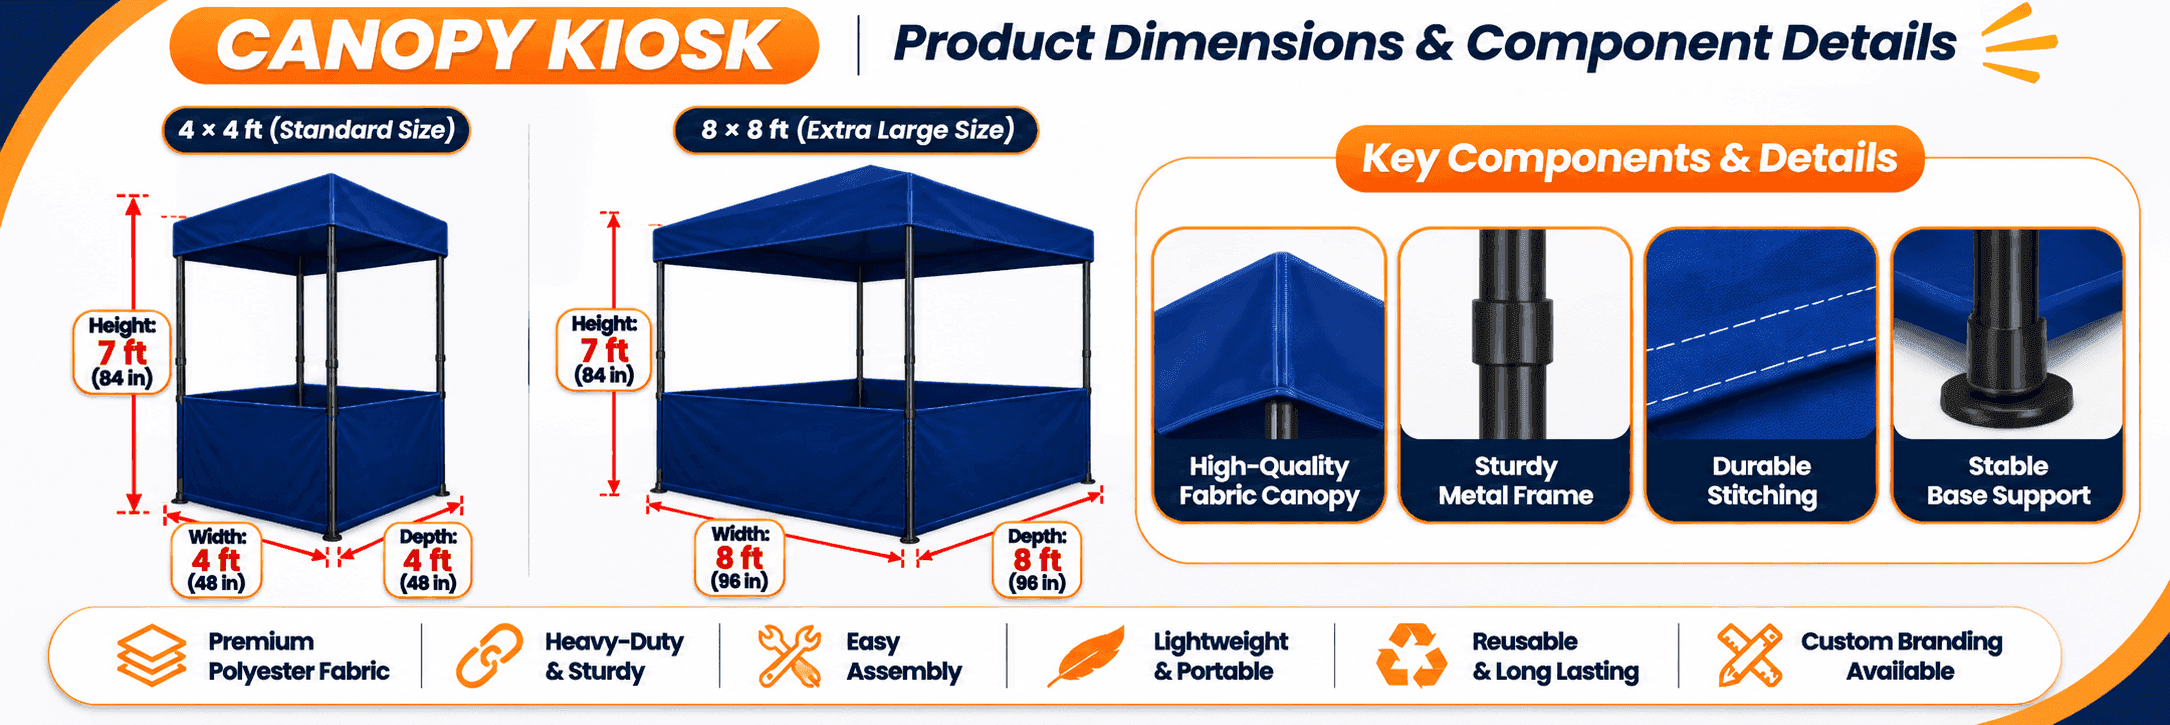 CANOPY KIOSK
Product Dimensions & Component Details
4 × 4 ft (Standard Size)
Height:
7 ft
(84 in)
Width:
4 ft
(48 in)
Depth:
4 ft
(48 in)
8 × 8 ft (Extra Large Size)
Height:
7 ft
(84 in)
Width:
8 ft
(96 in)
Depth:
8 ft
(96 in)
Key Components & Details
High-Quality
Fabric Canopy
Sturdy
Metal Frame
Durable
Stitching
Stable
Base Support
Premium
Polyester Fabric
Heavy-Duty
& Sturdy
Easy
Assembly
Lightweight
& Portable
Reusable
& Long Lasting
Custom Branding
Available